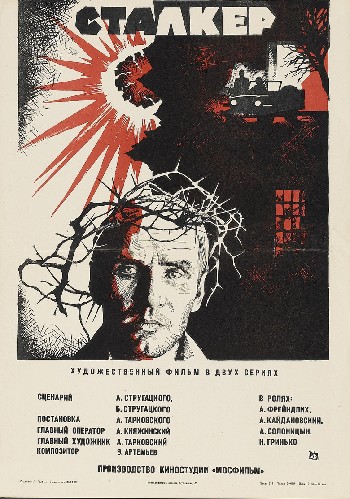 СТАЛКЕР
ХУДОЖЕСТВЕННЫЙ ФИЛЬМ В ДВУХ СЕРИЯХ
СЦЕНАРИЙ А. СТРУГАЦКОГО,
Б. СТРУГАЦКОГО
ПОСТАНОВКА А. ТАРКОВСКОГО
ГЛАВНЫЙ ОПЕРАТОР А. КНЯЖИНСКИЙ
ГЛАВНЫЙ ХУДОЖНИК А. ТАРКОВСКИЙ
КОМПОЗИТОР Э. АРТЕМЬЕВ
В РОЛЯХ:
А. ФРЕЙНДЛИХ,
А. КАЙДАНОВСКИЙ,
А. СОЛОНИЦЫН,
Н. ГРИНЬКО
ПРОИЗВОДСТВО КИНОСТУДИИ «МОСФИЛЬМ»